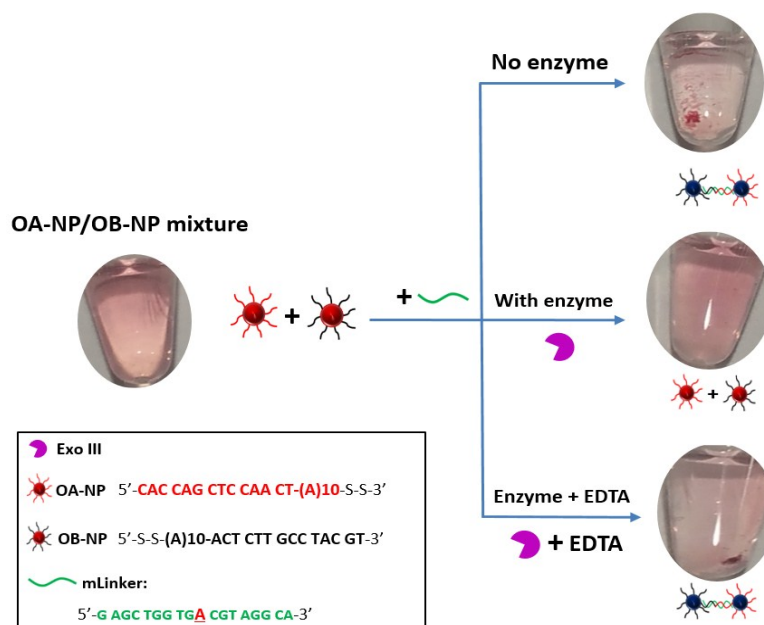 No enzyme
OA-NP/OB-NP mixture
+
+
With enzyme
+
Enzyme + EDTA
+ EDTA
Exo III
OA-NP 5’-CAC CAG CTC CAA CT-(A)10-S-S-3’
OB-NP 5’-S-S-(A)10-ACT CTT GCC TAC GT-3’
mLinker:
5’-G AGC TGG TGA CGT AGG CA-3’